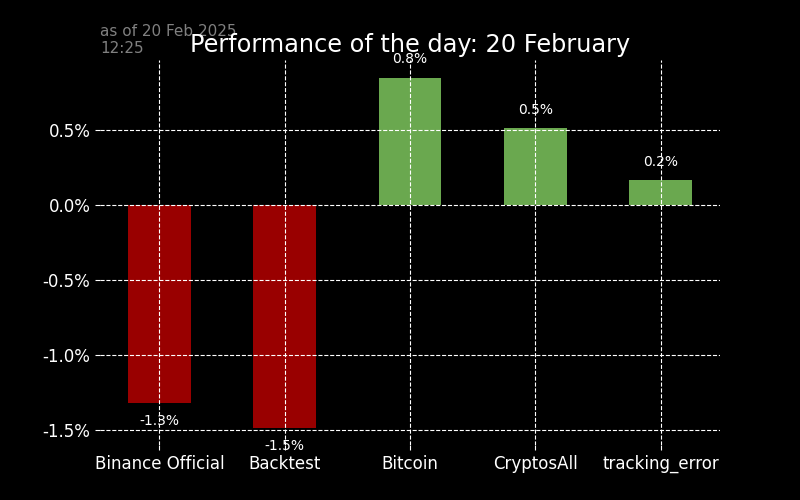 as of 20 Feb 2025
12:25
Performance of the day: 20 February
0.8%
0.5%
0.5%
0.2%
0.0%
-0.5%
-1.0%
-1.3%
-1.5%
-1.5%
Binance Official
Backtest
Bitcoin
CryptosAll
tracking_error